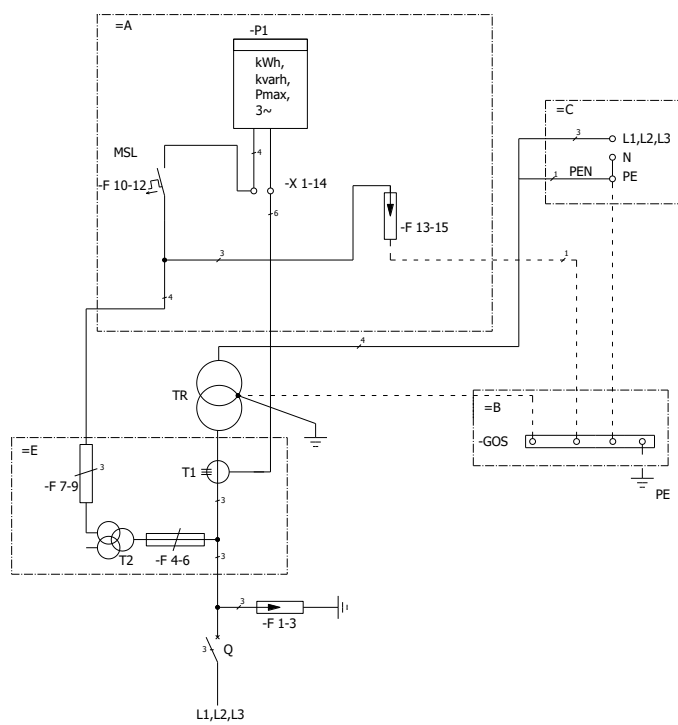 =A
-P1
kWh,
kvarh,
Pmax,
3~
=C
3
L1,L2,L3
MSL
4
N
-F 10-12
-X 1-14
1
PEN
PE
6
-F 13-15
3
1
4
4
TR
=B
=E
-GOS
T1
3
-F 7-9
PE
3
T2
-F 4-6
3
3
-F 1-3
3
Q
L1,L2,L3